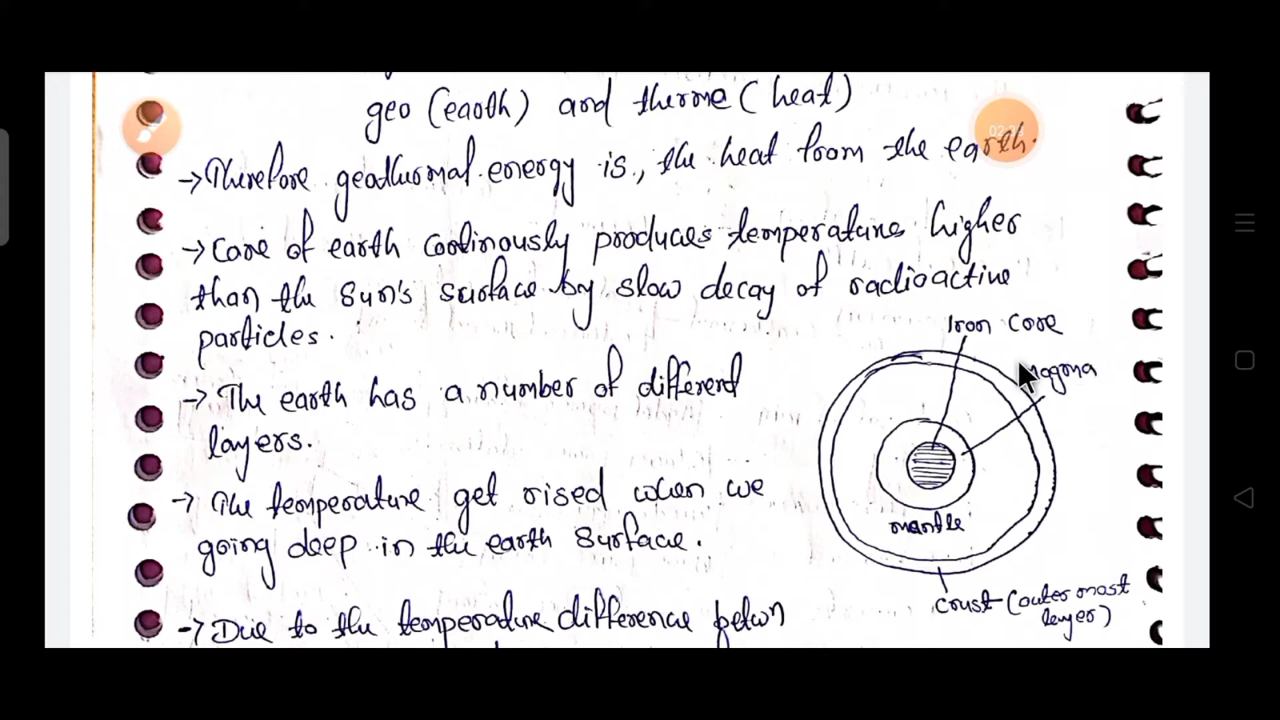 geo (earth) and therme (heat)
→ Therefore geothermal energy is, the heat from the earth.
→ Core of earth continously produces temperature higher
than the Sun's surface by slow decay of radioactive
particles.
Iron core
magma
→ The earth has a number of different
layers.
→ The temperature get rised when we
going deep in the earth surface.
mantle
crust (outer most
layer)
→ Due to the temperature difference betwn